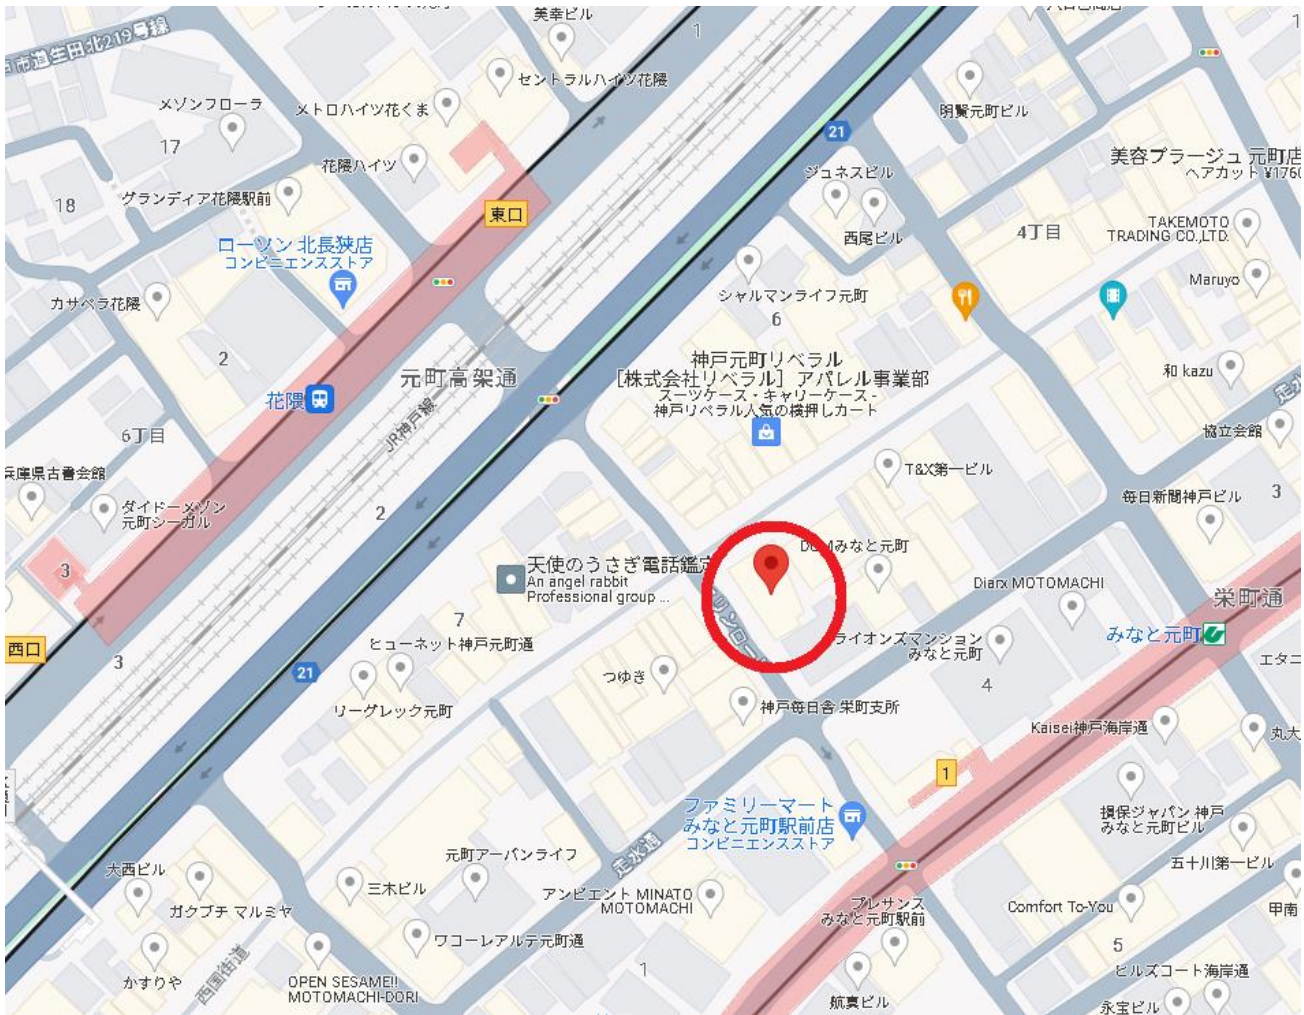 美幸ビル
1
市道生田北219号線
セントラルハイツ花隈
メゾンフローラ
メトロハイツ花くま
明賢元町ビル
17
21
花隈ハイツ
ジュネスビル
美容プラージュ 元町店
ヘアカット ¥1760
グランディア花隈駅前
18
東口
TAKEMOTO
TRADING CO.,LTD.
4丁目
西尾ビル
ローソン 北長狭店
コンビニエンスストア
Maruyo
カサベラ花隈
シャルマンライフ元町
6
2
神戸元町リベラル
[株式会社リベラル] アパレル事業部
スーツケース・キャリーケース -
神戸リベラル人気の横押しカート
元町高架通
和 kazu
花隈
JR神戸線
6丁目
協立会館
兵庫県古書会館
T&X第一ビル
ダイドーメゾン
元町シーガル
2
毎日新聞神戸ビル
3
天使のうさぎ電話鑑定
An angel rabbit
Professional group ...
みなと元町
3
Diarx MOTOMACHI
栄町通
7
みなと元町
ヒューネット神戸元町通
ライオンズマンション
みなと元町
西口
3
21
つゆき
4
リーグレック元町
神戸毎日舎 栄町支所
Kaisei神戸海岸通
1
ファミリーマート
みなと元町駅前店
コンビニエンスストア
損保ジャパン 神戸
みなと元町ビル
走水通
元町アーバンライフ
五十川第一ビル
大西ビル
三木ビル
アンビエント MINATO
MOTOMACHI
ガクブチ マルミヤ
プレサンス
みなと元町駅前
Comfort To-You
甲南
ワコーレアルテ元町通
5
西国街道
1
かすりや
OPEN SESAME!!
MOTOMACHI-DORI
ヒルズコート海岸通
航真ビル
永宝ビル